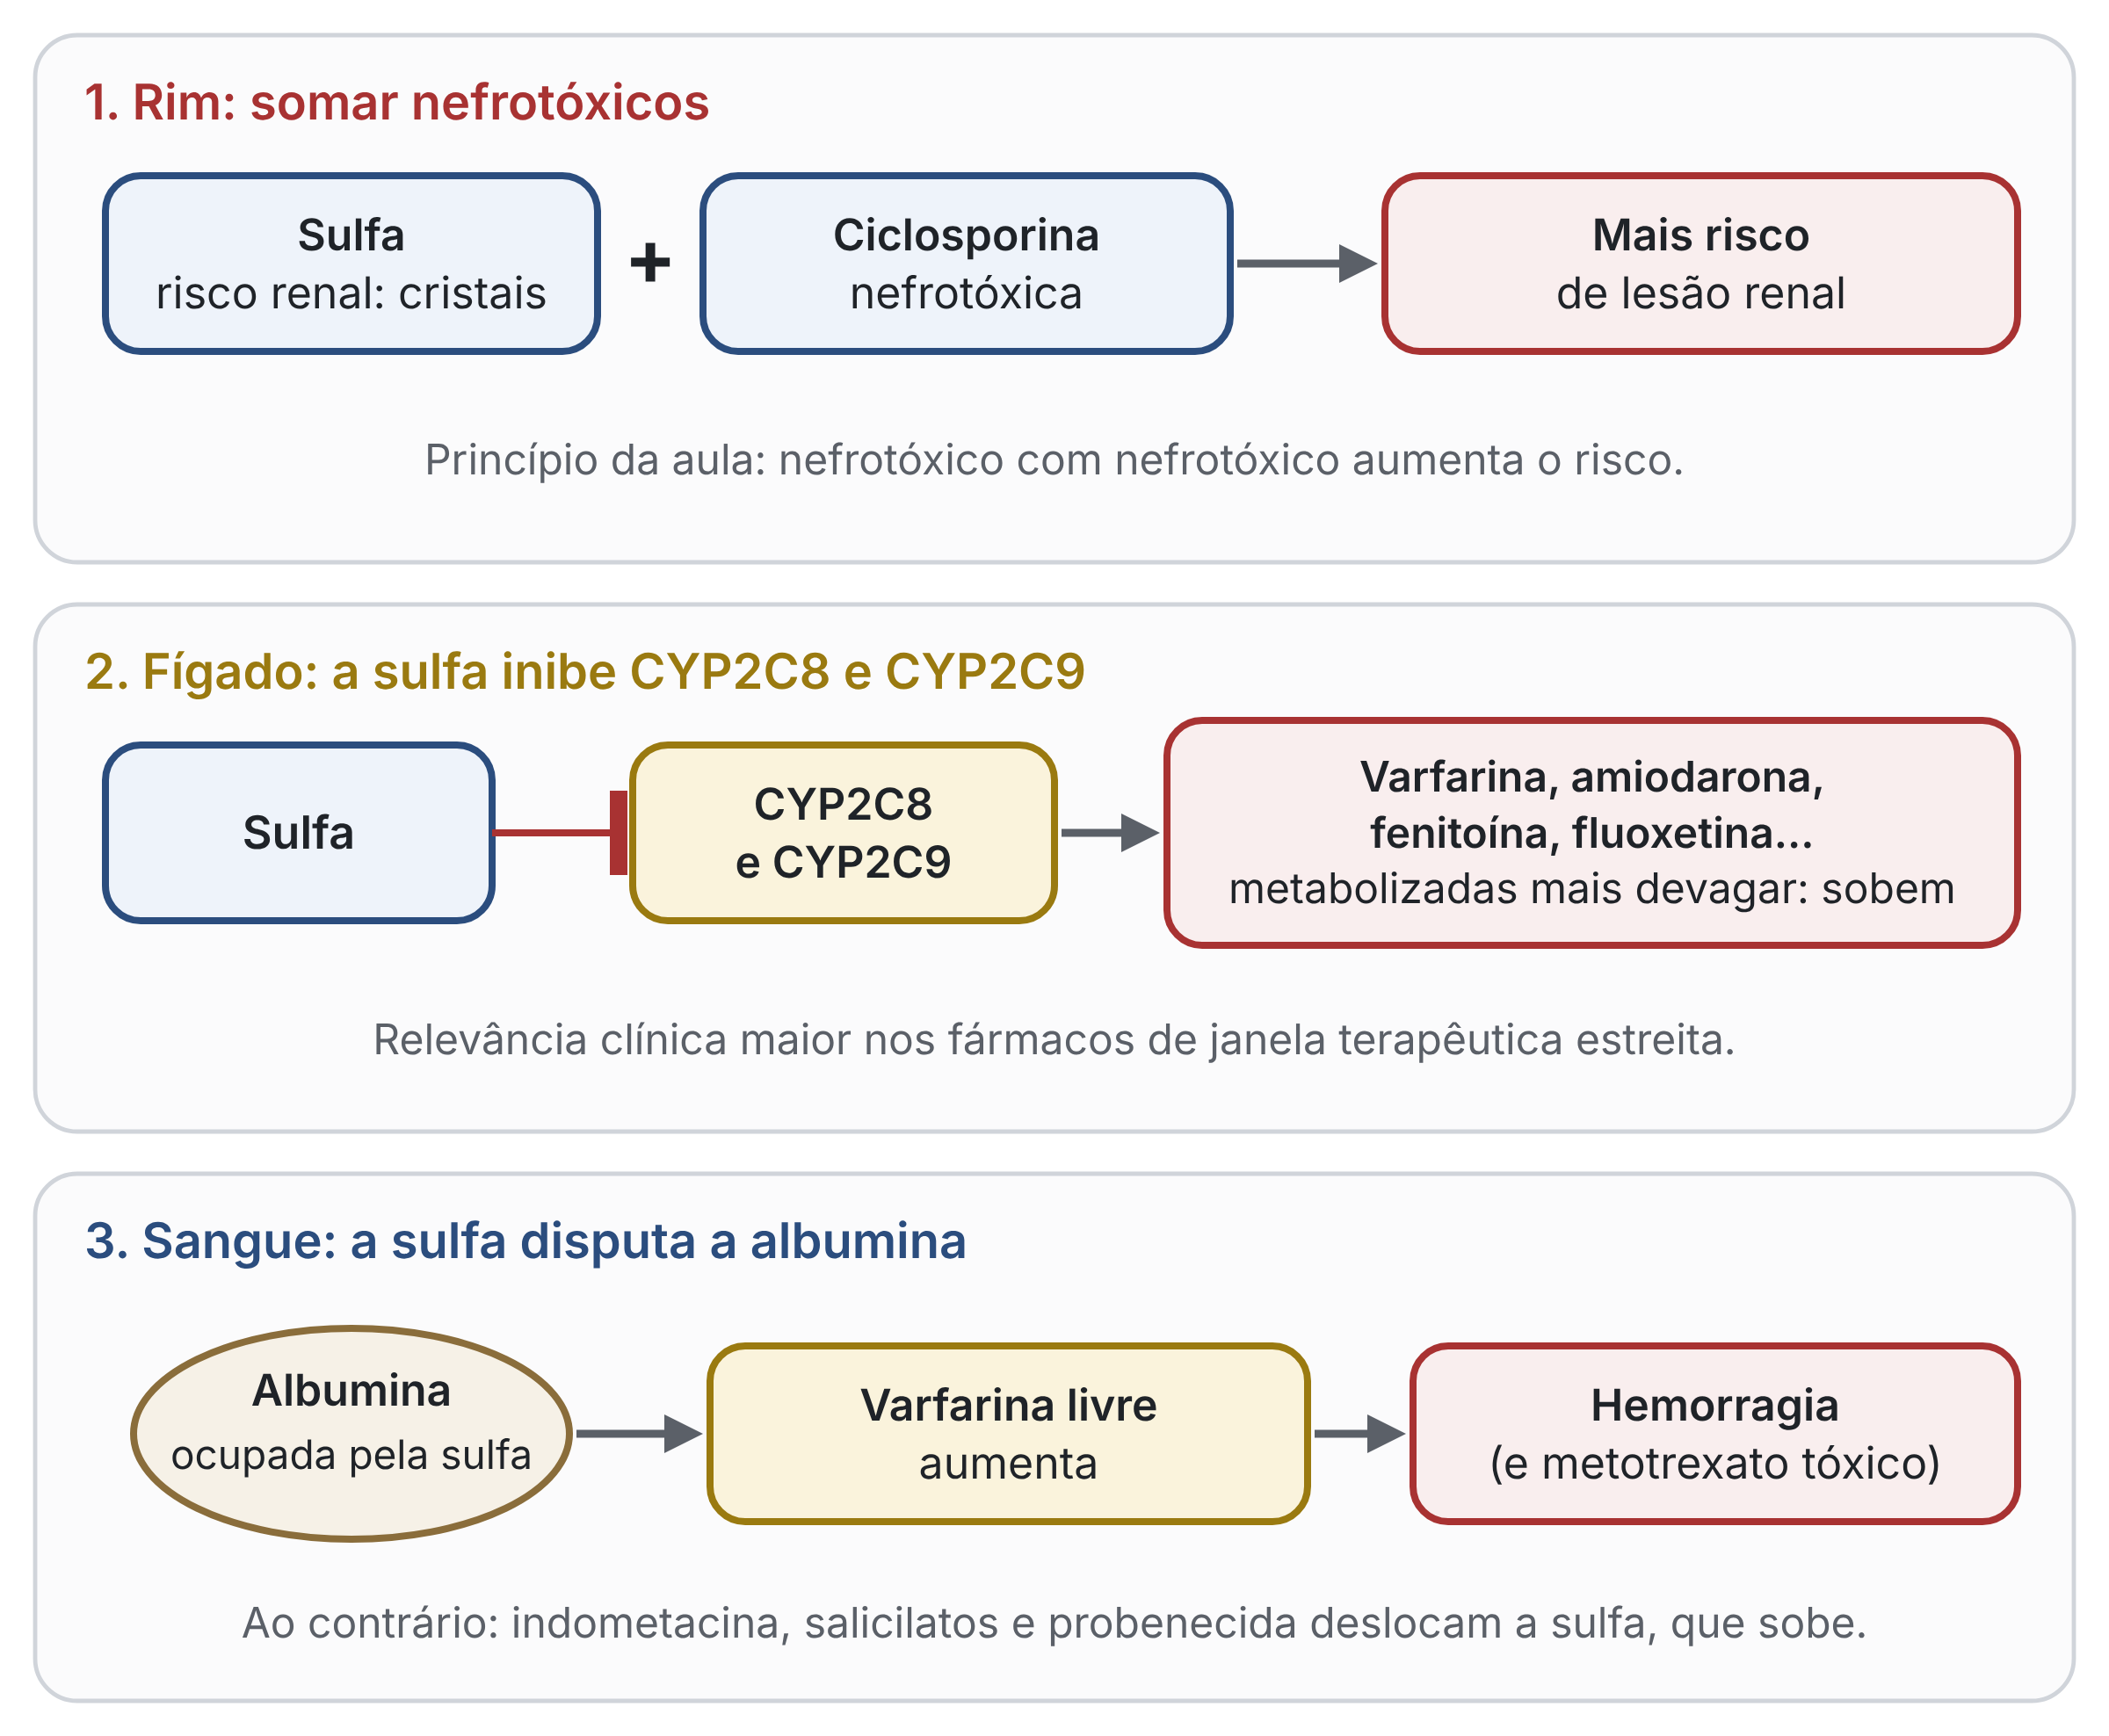 1. Rim: somar nefrotóxicos
Sulfa
risco renal: cristais
+
Ciclosporina
nefrotóxica
Mais risco
de lesão renal
Princípio da aula: nefrotóxico com nefrotóxico aumenta o risco.
2. Fígado: a sulfa inibe CYP2C8 e CYP2C9
Sulfa
CYP2C8
e CYP2C9
Varfarina, amiodarona,
fenitoína, fluoxetina...
metabolizadas mais devagar: sobem
Relevância clínica maior nos fármacos de janela terapêutica estreita.
3. Sangue: a sulfa disputa a albumina
Albumina
ocupada pela sulfa
Varfarina livre
aumenta
Hemorragia
(e metotrexato tóxico)
Ao contrário: indometacina, salicilatos e probenecida deslocam a sulfa, que sobe.